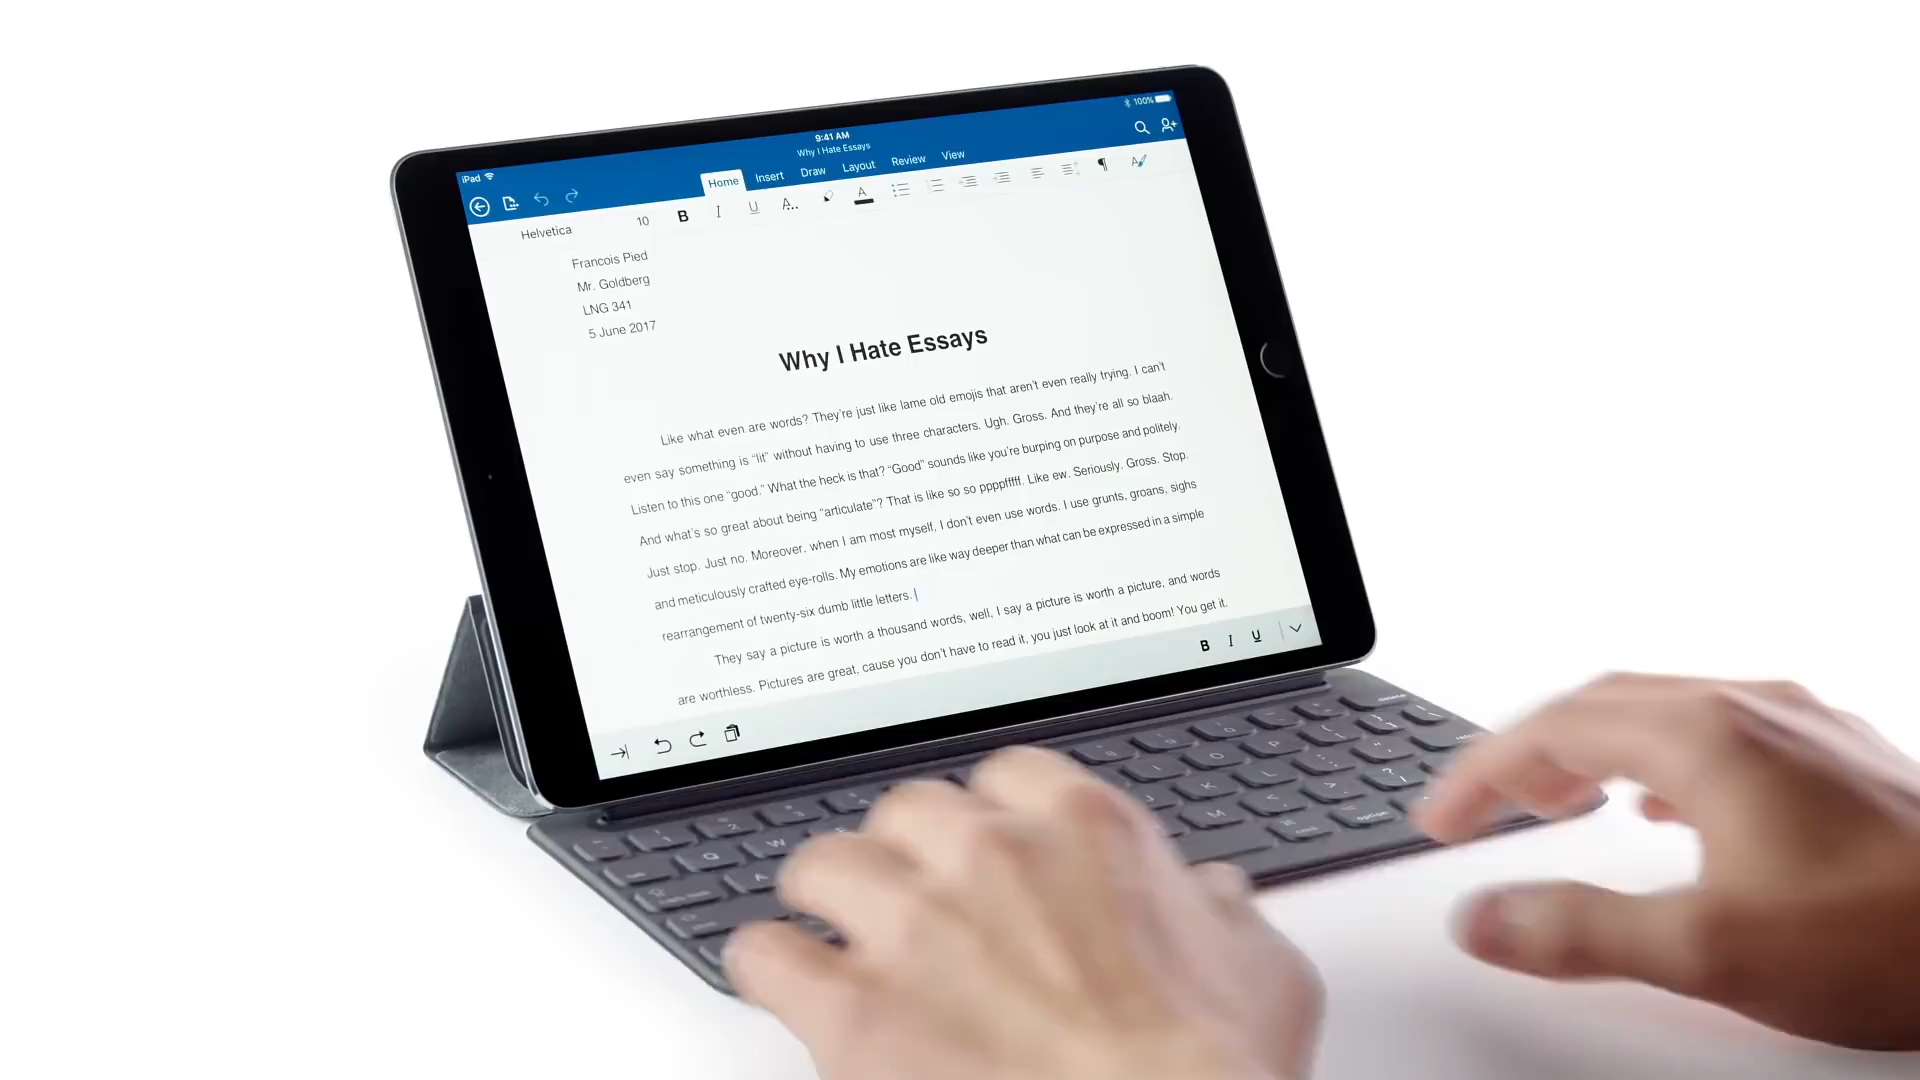 iPad
9:41 AM
100%
Why I Hate Essays
Home Insert Draw Layout Review View
Helvetica 10 B I U A.. A
Francois Pied
Mr. Goldberg
LNG 341
5 June 2017
Why I Hate Essays
Like what even are words? They're just like lame old emojis that aren't even really trying. I can't
even say something is “lit” without having to use three characters. Ugh. Gross. And they're all so blaah.
Listen to this one “good.” What the heck is that? “Good” sounds like you're burping on purpose and politely.
And what's so great about being “articulate”? That is like so so ppppfffff. Like ew. Seriously. Gross. Stop.
Just stop. Just no. Moreover, when I am most myself, I don't even use words. I use grunts, groans, sighs
and meticulously crafted eye-rolls. My emotions are like way deeper than what can be expressed in a simple
rearrangement of twenty-six dumb little letters.
They say a picture is worth a thousand words, well, I say a picture is worth a picture, and words
are worthless. Pictures are great, cause you don't have to read it, you just look at it and boom! You get it.
B I U
delete
Q W
O P
A
K L
M
option